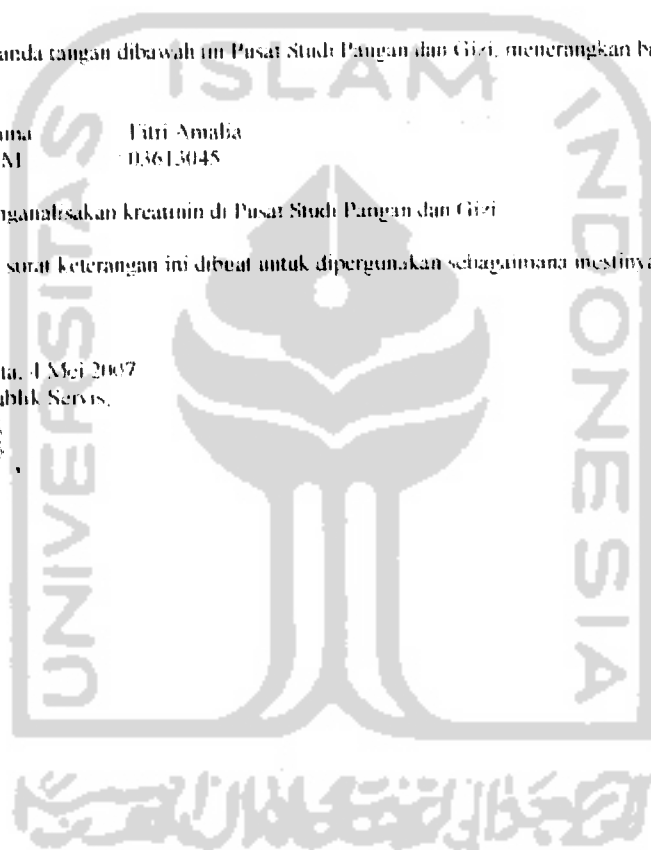 anda tangan dibawah ini Pusat Studi Pangan dan Gizi, menerangkan ba
ama Fitri Amalia
M : 03613045
nganalisakan kreatinin di Pusat Studi Pangan dan Gizi
surat keterangan ini dibuat untuk dipergunakan sebagaimana mestinya
ta, 4 Mei 2007
ublik Servis,
UNIVERSITAS
ISLAM
INDONESIA